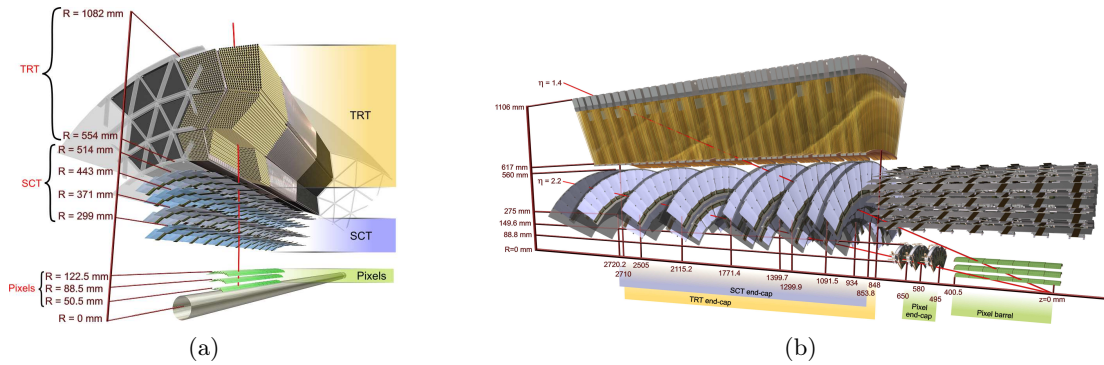 R = 1082 mm
TRT
R = 554 mm
R = 514 mm
R = 443 mm
SCT
R = 371 mm
R = 299 mm
R = 122.5 mm
Pixels
R = 88.5 mm
R = 50.5 mm
R = 0 mm
TRT
SCT
Pixels
(a)
η = 1.4
1106 mm
617 mm
560 mm
η = 2.2
275 mm
149.6 mm
88.8 mm
R=0 mm
2720.2
2710
2505
2115.2
1771.4
1399.7
1299.9
1091.5
934
853.8
848
650
580
495
400.5
z=0 mm
SCT end-cap
TRT end-cap
Pixel
end-cap
Pixel barrel
(b)